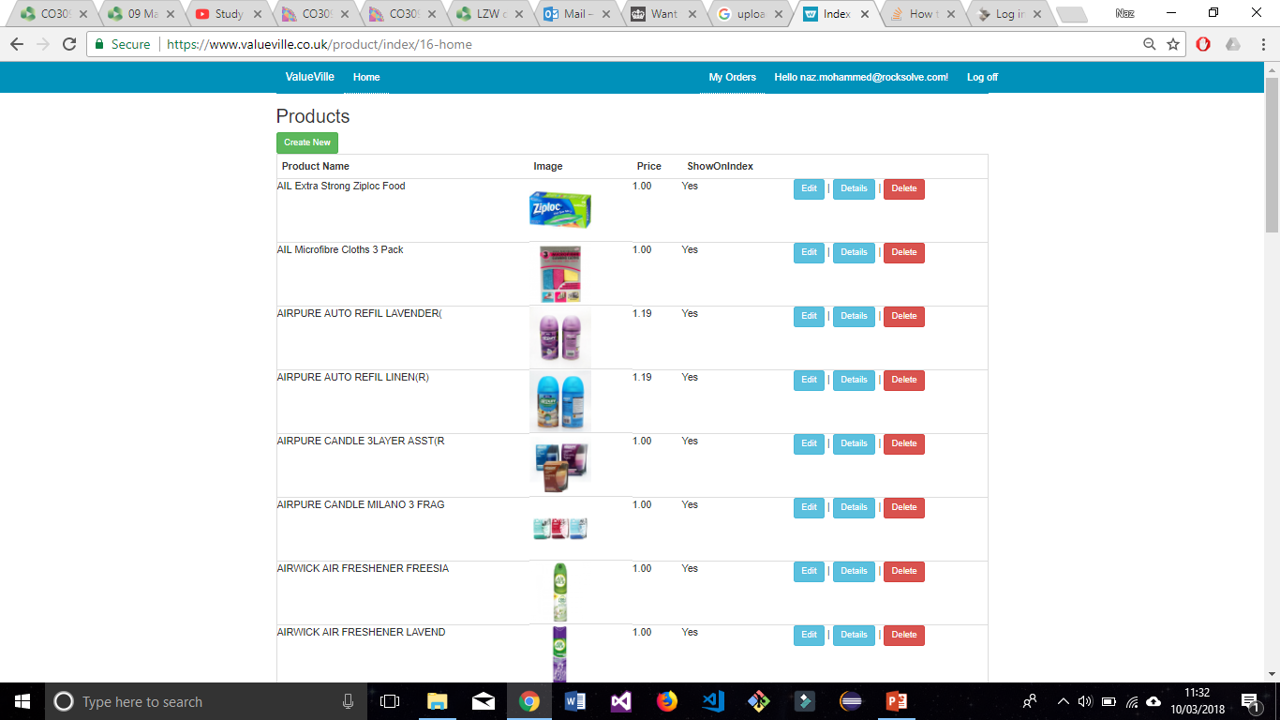 CO309
09 Ma
Study
CO309
CO309
LZW c
Mail –
Want
uploa
Index
How t
Log in
Naz
Secure | https://www.valueville.co.uk/product/index/16-home
ValueVille Home My Orders Hello naz.mohammed@rocksolve.com! Log off
Products
Create New
Product Name Image Price ShowOnIndex
AIL Extra Strong Ziploc Food 1.00 Yes Edit | Details | Delete
Ziploc
AIL Microfibre Cloths 3 Pack 1.00 Yes Edit | Details | Delete
AIRPURE AUTO REFIL LAVENDER( 1.19 Yes Edit | Details | Delete
AIRPURE AUTO REFIL LINEN(R) 1.19 Yes Edit | Details | Delete
AIRPURE CANDLE 3LAYER ASST(R 1.00 Yes Edit | Details | Delete
AIRPURE CANDLE MILANO 3 FRAG 1.00 Yes Edit | Details | Delete
AIRWICK AIR FRESHENER FREESIA 1.00 Yes Edit | Details | Delete
AIRWICK AIR FRESHENER LAVEND 1.00 Yes Edit | Details | Delete
Type here to search
11:32
10/03/2018